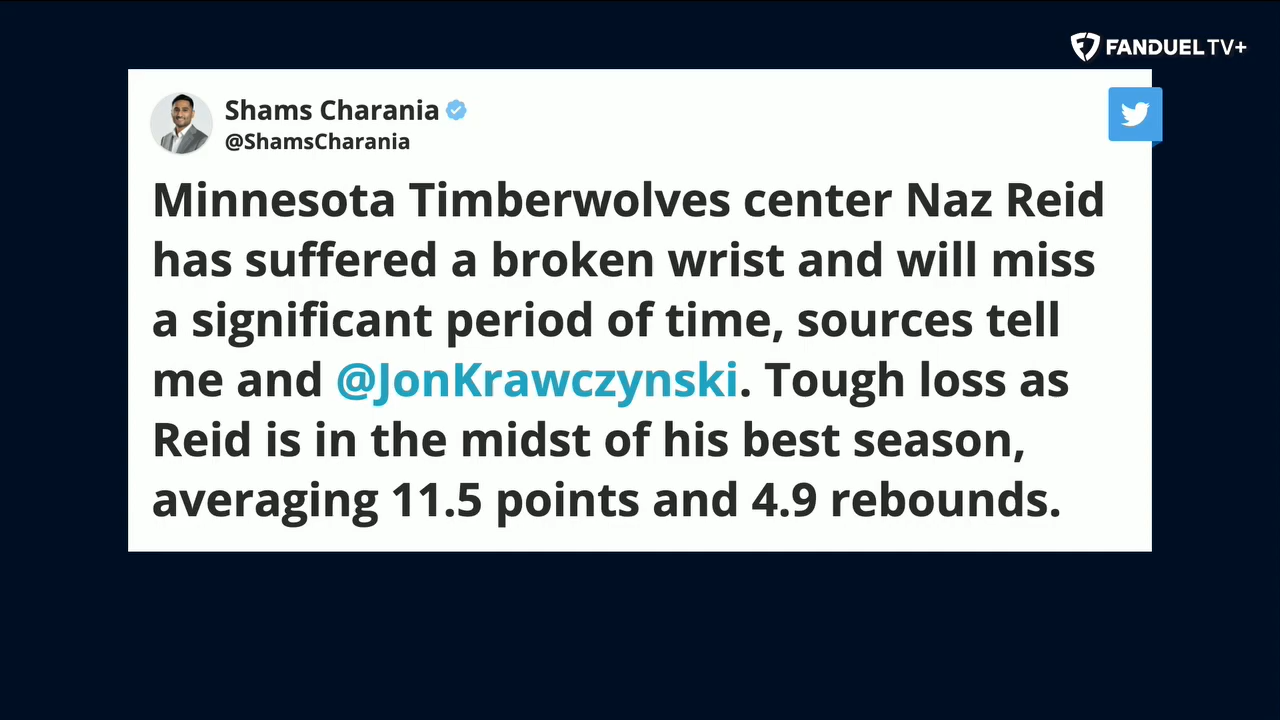 FANDUEL TV+
Shams Charania
@ShamsCharania
Minnesota Timberwolves center Naz Reid
has suffered a broken wrist and will miss
a significant period of time, sources tell
me and @JonKrawczynski. Tough loss as
Reid is in the midst of his best season,
averaging 11.5 points and 4.9 rebounds.